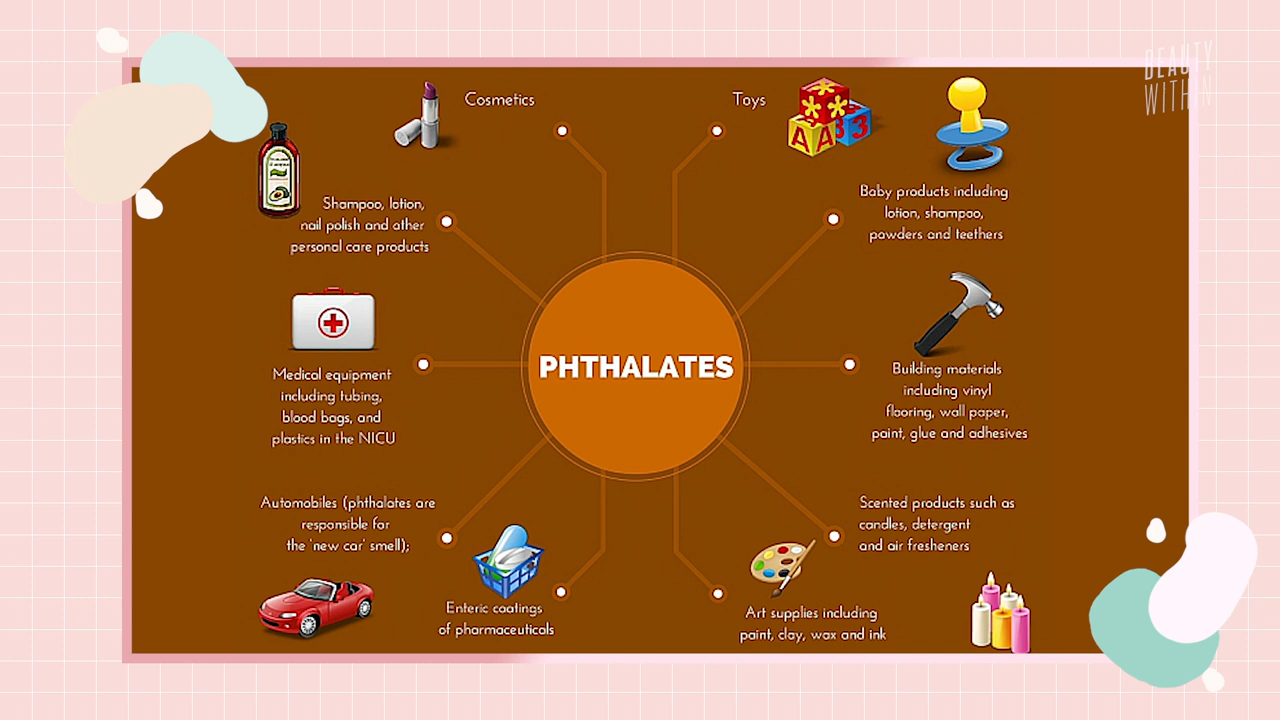 BEAUTY
WITHIN
Cosmetics
Toys
Shampoo, lotion,
nail polish and other
personal care products
Baby products including
lotion, shampoo,
powders and teethers
PHTHALATES
Medical equipment
including tubing,
blood bags, and
plastics in the NICU
Building materials
including vinyl
flooring, wall paper,
paint, glue and adhesives
Automobiles (phthalates are
responsible for
the 'new car' smell);
Scented products such as
candles, detergent
and air fresheners
Enteric coatings
of pharmaceuticals
Art supplies including
paint, clay, wax and ink
A A B 3